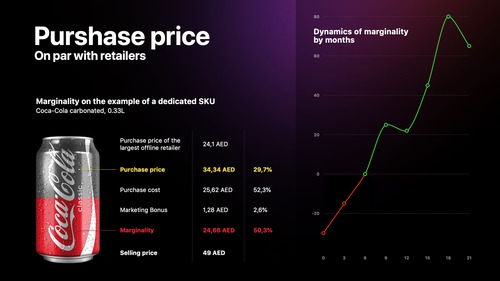 Purshase price
On par with retailers
Marginality on the example of a dedicated SKU
Coca-Cola carbonated, 0.33L
Purchase price of the
largest offline retailer 24,1 AED
Purchase price 34,34 AED 29,7%
Purchase cost 25,62 AED 52,3%
Marketing Bonus 1,28 AED 2,6%
Marginality 24,66 AED 50,3%
Selling price 49 AED
Coca-Cola
classic
Dynamics of marginality
by months
80
60
40
20
0
-20
0 3 6 9 12 15 18 21